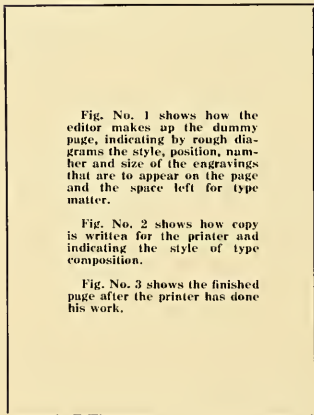 Fig. No. 1 shows how the
editor makes up the dummy
page, indicating by rough dia-
grams the style, position, num-
ber and size of the engravings
that are to appear on the page
and the space left for type
matter.
Fig. No. 2 shows how copy
is written for the printer and
indicating the style of type
composition.
Fig. No. 3 shows the finished
page after the printer has done
his work.